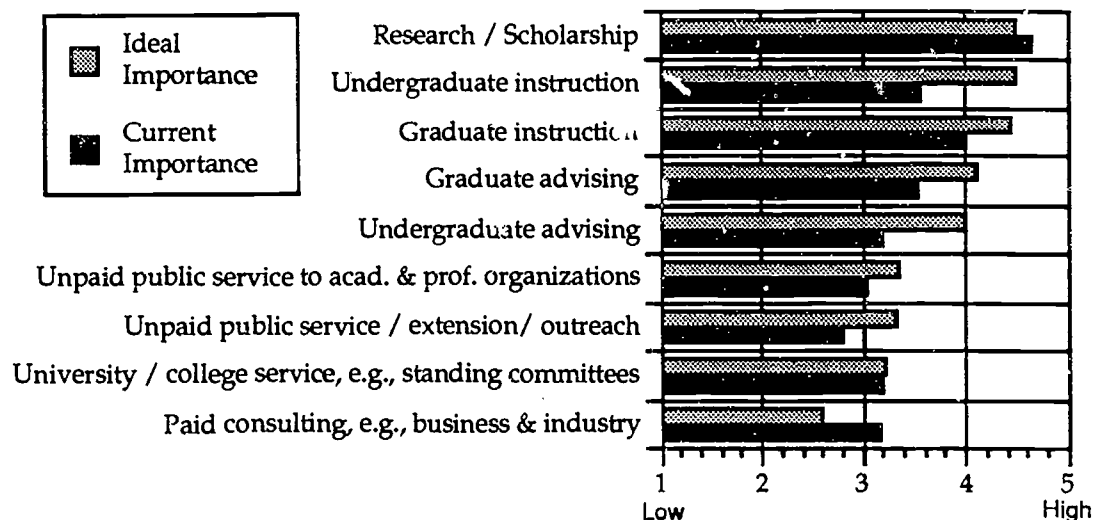 Ideal
Importance
Current
Importance
Research / Scholarship
Undergraduate instruction
Graduate instruction
Graduate advising
Undergraduate advising
Unpaid public service to acad. & prof. organizations
Unpaid public service / extension/ outreach
University / college service, e.g., standing committees
Paid consulting, e.g., business & industry
1 2 3 4 5
Low High